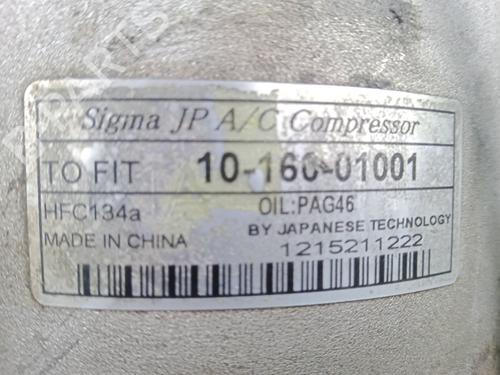 Sigma JP A/C Compressor
TO FIT 10-160-01001
HFC134a OIL:PAG46
MADE IN CHINA BY JAPANESE TECHNOLOGY
1215211222